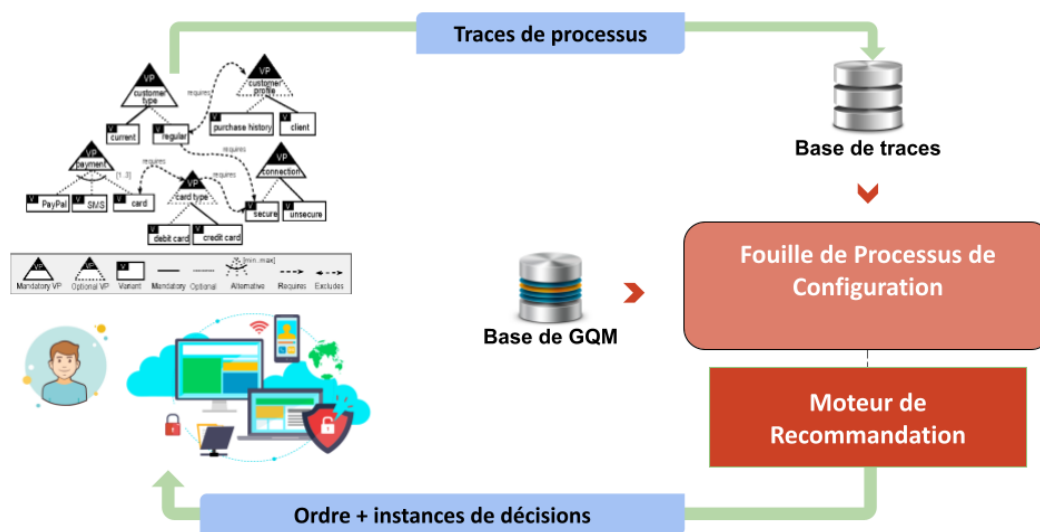 Traces de processus
VP
customer type
VP
customer profile
requires
V current
V regular
V purchase history
V client
requires
VP
payment
[1..3]
requires
requires
VP
card type
VP
connection
V PayPal
V SMS
V card
V secure
V unsecure
V debit card
V credit card
VP
VP
V
[min..max]
Mandatory VP
Optional VP
Variant
Mandatory
Optional
Alternative
Requires
Excludes
Base de traces
Fouille de Processus de
Configuration
Base de GQM
Moteur de
Recommandation
Ordre + instances de décisions